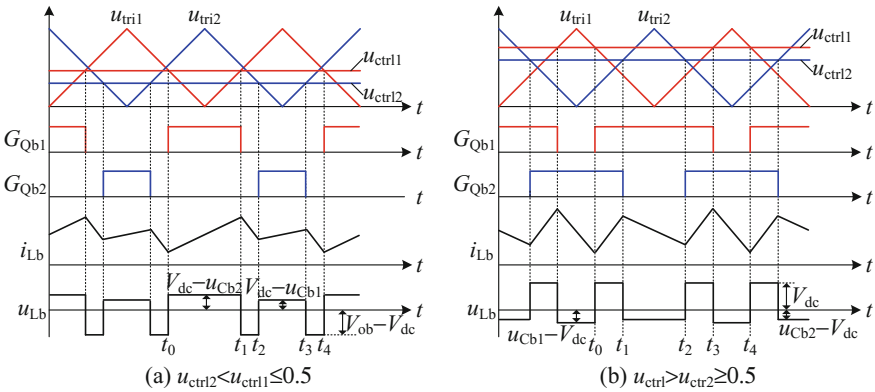 u_tri1 u_tri2
u_ctrl1
u_ctrl2
t
G_Qb1
t
G_Qb2
t
i_Lb
t
V_dc–u_Cb2 V_dc–u_Cb1
u_Lb
t
V_ob–V_dc
t_0 t_1 t_2 t_3 t_4
(a) u_ctrl2<u_ctrl1≤0.5
u_tri1 u_tri2
u_ctrl1
u_ctrl2
t
G_Qb1
t
G_Qb2
t
i_Lb
t
u_Lb
t
V_dc
u_Cb1–V_dc
u_Cb2–V_dc
t_0 t_1 t_2 t_3 t_4
(b) u_ctrl>u_ctr2≥0.5